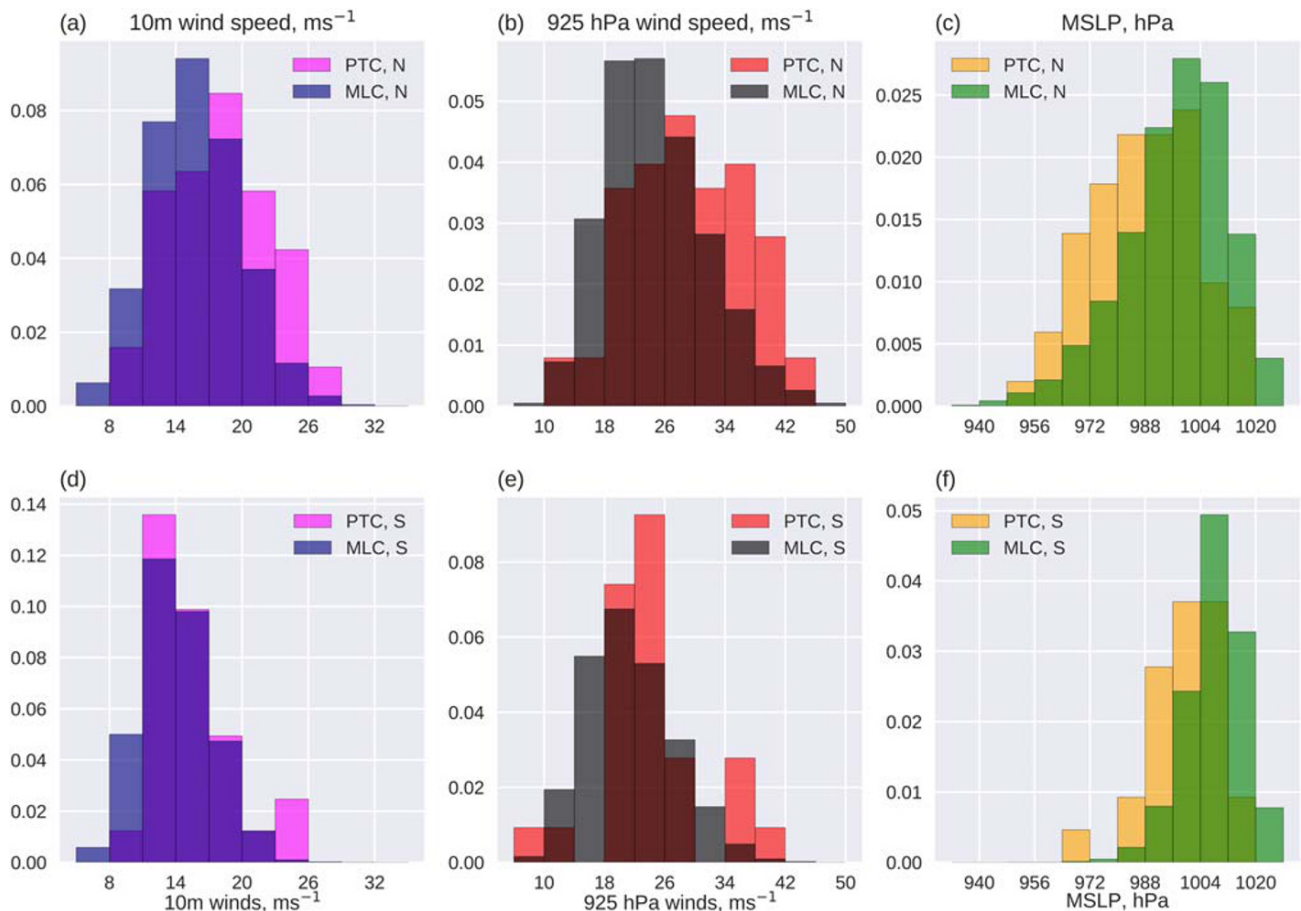 (a) 10m wind speed, ms⁻¹
PTC, N
MLC, N
0.08
0.06
0.04
0.02
0.00
8 14 20 26 32
(b) 925 hPa wind speed, ms⁻¹
PTC, N
MLC, N
0.05
0.04
0.03
0.02
0.01
0.00
10 18 26 34 42 50
(c) MSLP, hPa
PTC, N
MLC, N
0.025
0.020
0.015
0.010
0.005
0.000
940 956 972 988 1004 1020
(d)
PTC, S
MLC, S
0.14
0.12
0.10
0.08
0.06
0.04
0.02
0.00
8 14 20 26 32
10m winds, ms⁻¹
(e)
PTC, S
MLC, S
0.08
0.06
0.04
0.02
0.00
10 18 26 34 42 50
925 hPa winds, ms⁻¹
(f)
PTC, S
MLC, S
0.05
0.04
0.03
0.02
0.01
0.00
940 956 972 988 1004 1020
MSLP, hPa